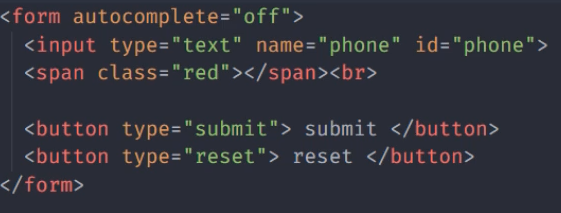 <form autocomplete="off">
<input type="text" name="phone" id="phone">
<span class="red"></span><br>
<button type="submit"> submit </button>
<button type="reset"> reset </button>
</form>